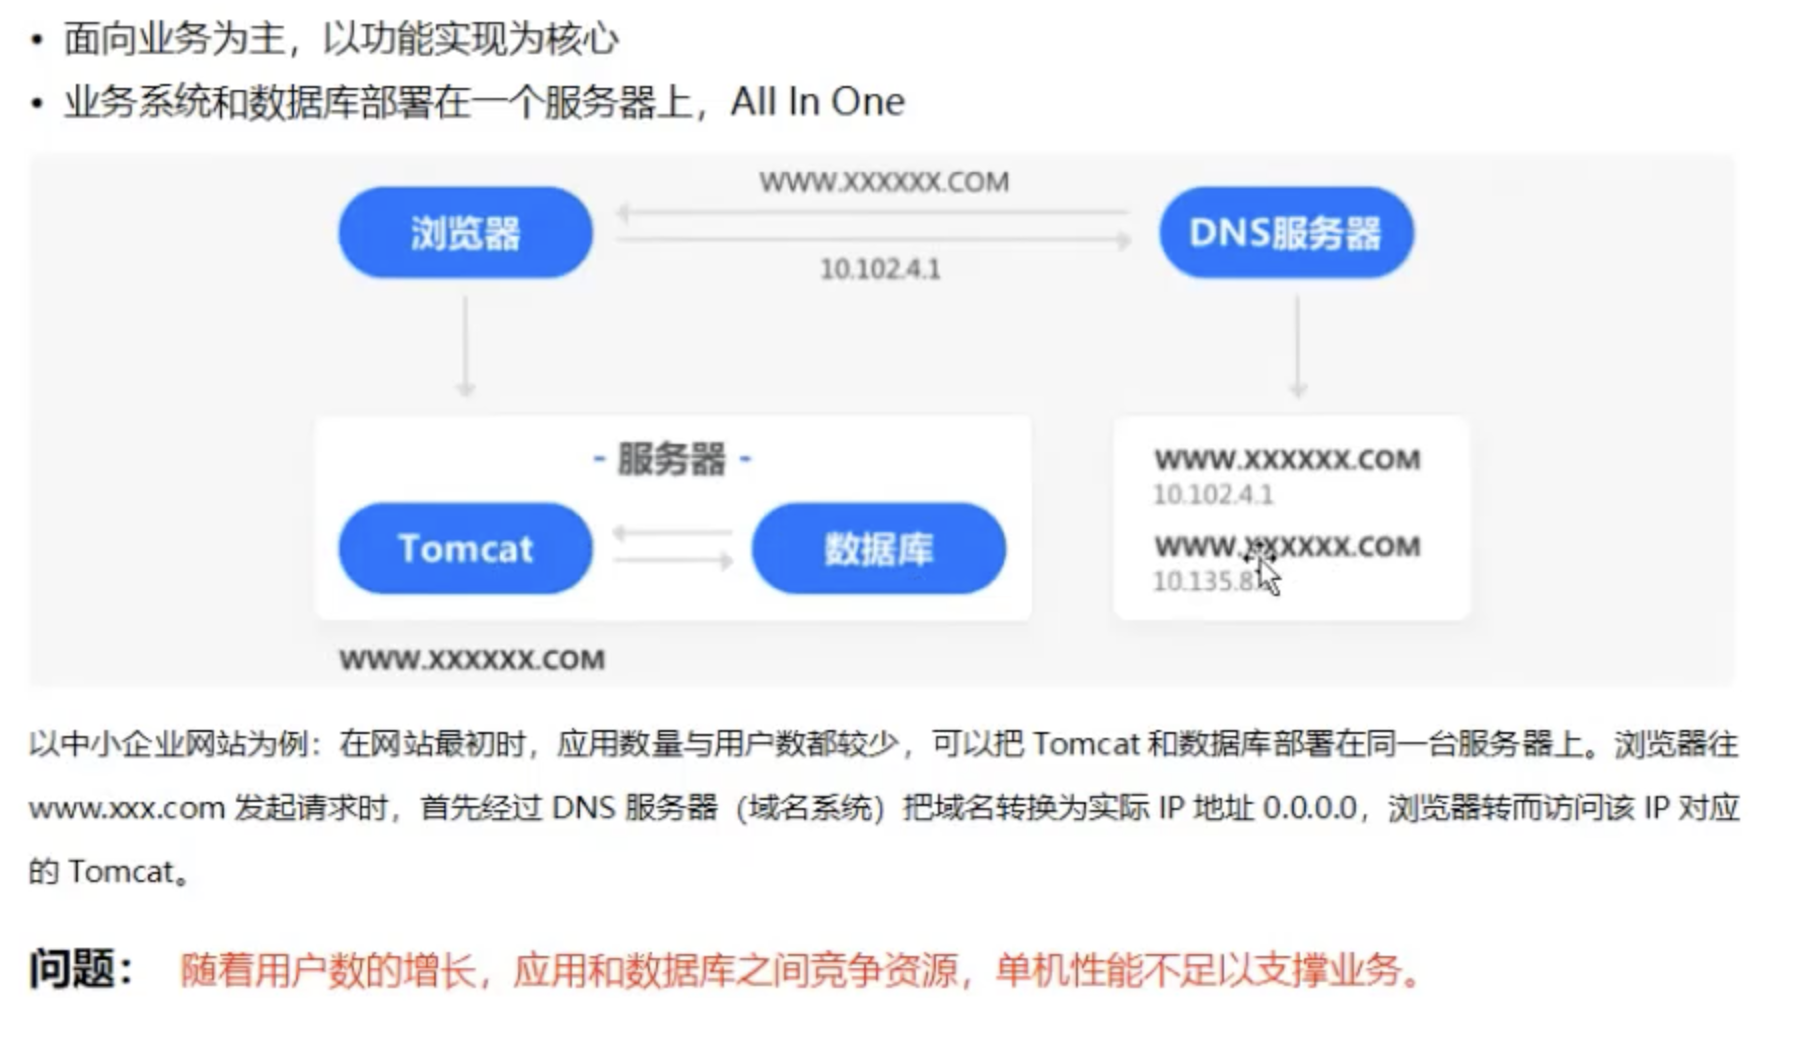 • 面向业务为主，以功能实现为核心
• 业务系统和数据库部署在一个服务器上，All In One
WWW.XXXXXX.COM
浏览器
DNS服务器
10.102.4.1
- 服务器 -
WWW.XXXXXX.COM
10.102.4.1
Tomcat
数据库
WWW.XXXXXX.COM
10.135.8
WWW.XXXXXX.COM
以中小企业网站为例：在网站最初时，应用数量与用户数都较少，可以把 Tomcat 和数据库部署在同一台服务器上。浏览器往
www.xxx.com 发起请求时，首先经过 DNS 服务器（域名系统）把域名转换为实际 IP 地址 0.0.0.0，浏览器转而访问该 IP 对应
的 Tomcat。
问题： 随着用户数的增长，应用和数据库之间竞争资源，单机性能不足以支撑业务。